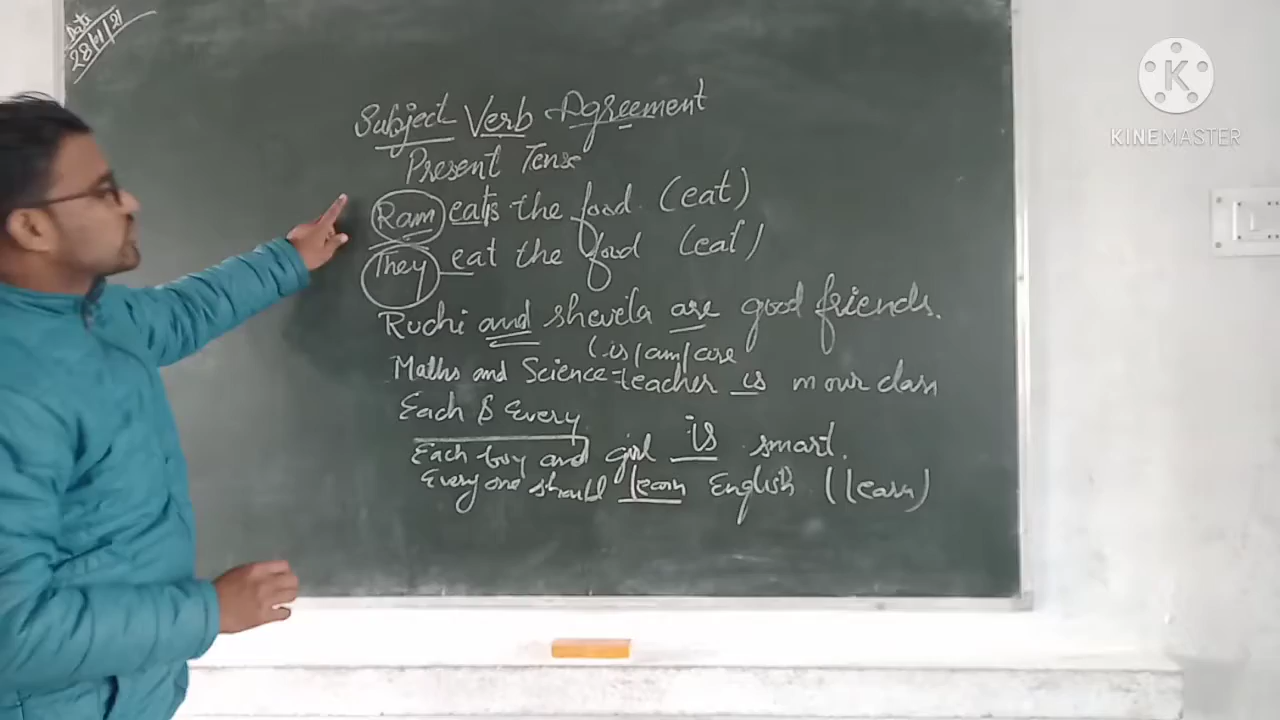 Date
28/1/21
Subject Verb Agreement
Present Tense
Ram eats the food. (eat)
They eat the food (eat)
Ruchi and sheela are good friends.
(is/am/are
Maths and Science-teacher is in our class
Each & Every
Each boy and girl is smart.
Every one should learn English (learn)
K
KINEMASTER